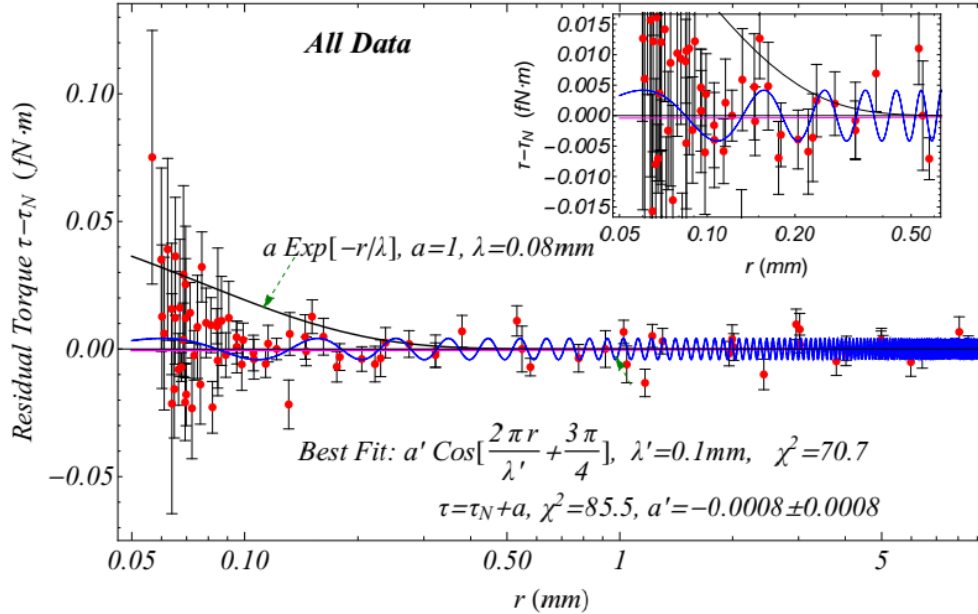 All Data
0.015
0.010
0.005
0.000
−0.005
−0.010
−0.015
τ−τN (fN·m)
0.05 0.10 0.20 0.50
r (mm)
0.10
0.05
0.00
−0.05
Residual Torque τ−τN (fN·m)
a Exp[−r/λ], a=1, λ=0.08mm
Best Fit: a′ Cos[2πr/λ′+3π/4], λ′=0.1mm, χ²=70.7
τ=τN+a, χ²=85.5, a′=−0.0008±0.0008
0.05 0.10 0.50 1 5
r (mm)